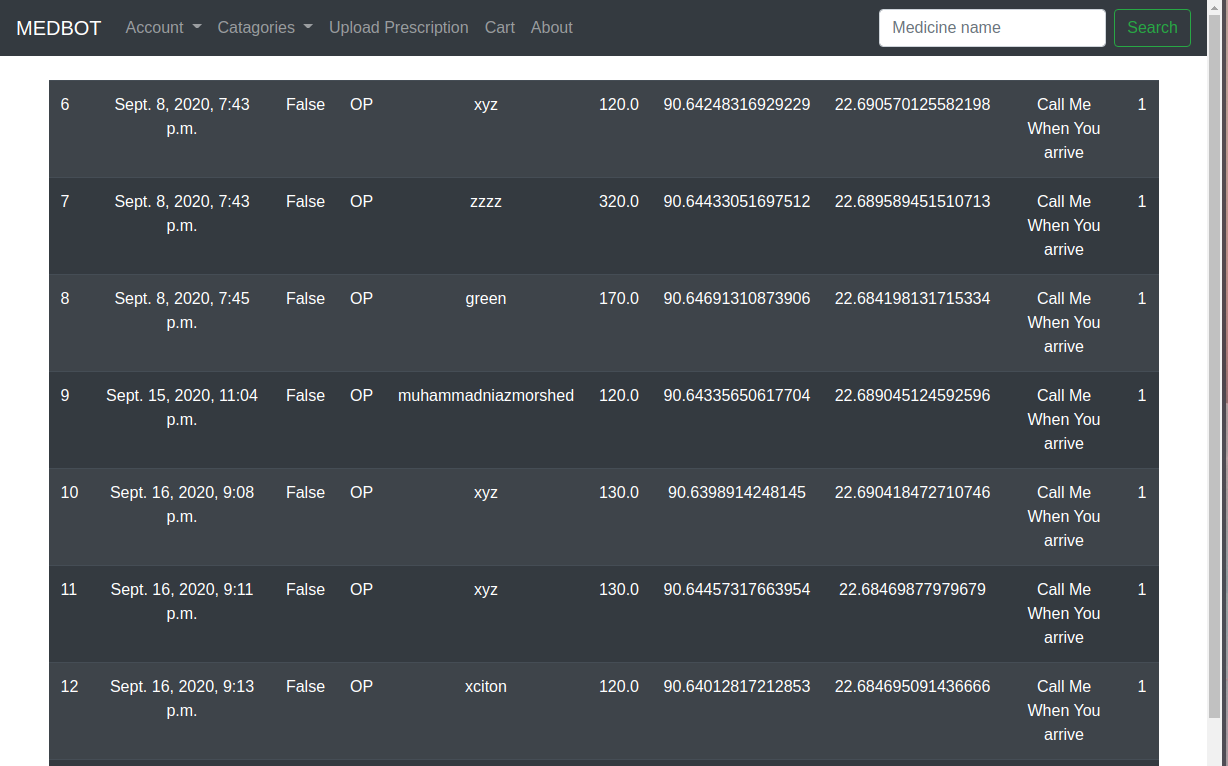 MEDBOT Account Catagories Upload Prescription Cart About Medicine name Search
6 Sept. 8, 2020, 7:43 False OP xyz 120.0 90.64248316929229 22.690570125582198 Call Me 1
p.m. When You
arrive
7 Sept. 8, 2020, 7:43 False OP zzzz 320.0 90.64433051697512 22.689589451510713 Call Me 1
p.m. When You
arrive
8 Sept. 8, 2020, 7:45 False OP green 170.0 90.64691310873906 22.684198131715334 Call Me 1
p.m. When You
arrive
9 Sept. 15, 2020, 11:04 False OP muhammadniazmorshed 120.0 90.64335650617704 22.689045124592596 Call Me 1
p.m. When You
arrive
10 Sept. 16, 2020, 9:08 False OP xyz 130.0 90.6398914248145 22.690418472710746 Call Me 1
p.m. When You
arrive
11 Sept. 16, 2020, 9:11 False OP xyz 130.0 90.64457317663954 22.68469877979679 Call Me 1
p.m. When You
arrive
12 Sept. 16, 2020, 9:13 False OP xciton 120.0 90.64012817212853 22.684695091436666 Call Me 1
p.m. When You
arrive